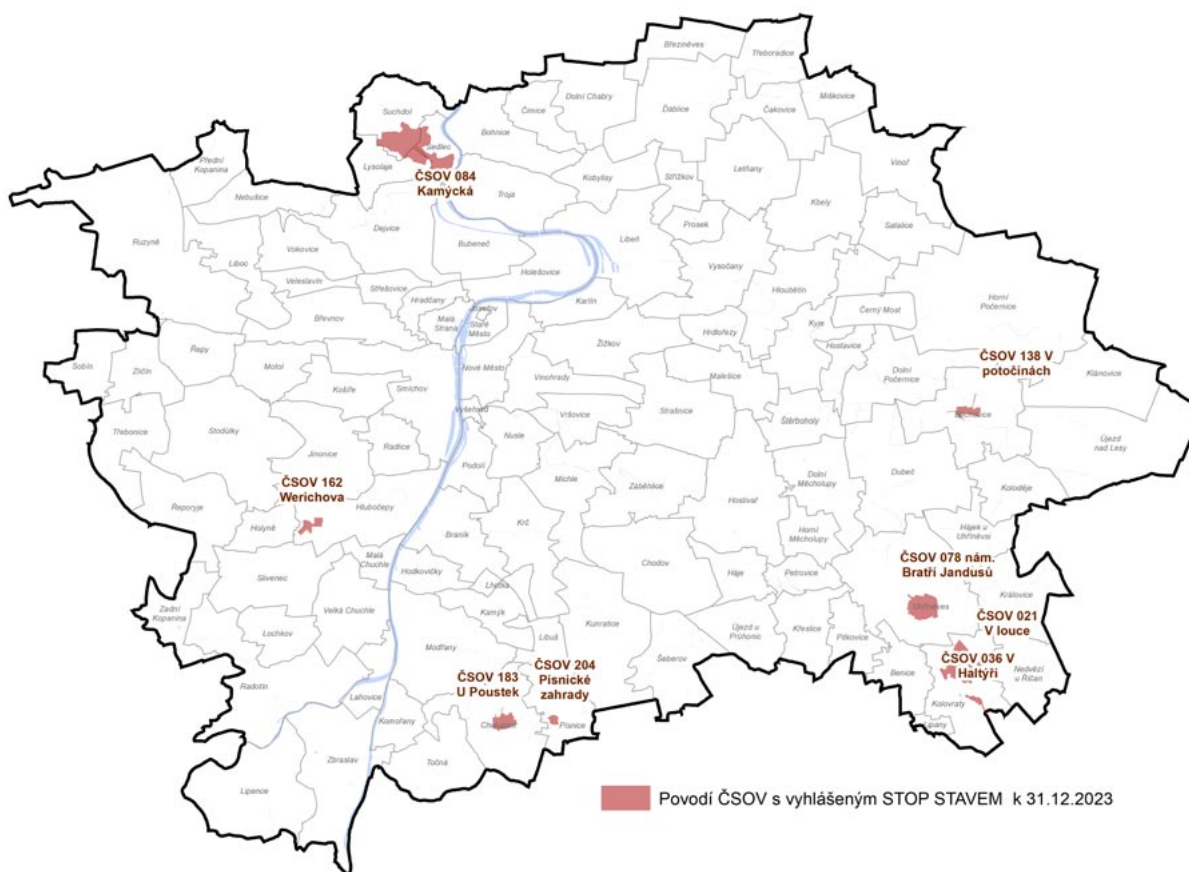 Březiněves
Třeboradice
Suchdol
Čimice
Dolní Chabry
Ďáblice
Čakovice
Miškovice
Bohnice
Sedlec
Přední
Kopanina
Lysolaje
ČSOV 084
Kamýcká
Kobylisy
Střížkov
Letňany
Vinoř
Nebušice
Troja
Kbely
Ruzyně
Dejvice
Prosek
Satalice
Liboc
Vokovice
Bubeneč
Libeň
Vysočany
Veleslavín
Holešovice
Střešovice
Hloubětín
Hradčany
Karlín
Horní
Počernice
Břevnov
Malá
Strana
Staré
Město
Černý Most
Kyje
Hrdlořezy
Hostavice
Žižkov
Řepy
ČSOV 138 V
potočinách
Sobín
Zličín
Motol
Nové Město
Vinohrady
Malešice
Dolní
Počernice
Klánovice
Košíře
Smíchov
Vyšehrad
Vršovice
Strašnice
Štěrboholy
Běchovice
Třebonice
Stodůlky
Radlice
Nusle
Újezd
nad Lesy
Jinonice
Podolí
Michle
Záběhlice
Dolní
Měcholupy
Dubeč
ČSOV 162
Werichova
Hostivař
Koloděje
Řeporyje
Hlubočepy
Holyně
Braník
Krč
Horní
Měcholupy
Hájek u
Uhříněvsi
Malá
Chuchle
Hodkovičky
Chodov
Háje
Petrovice
ČSOV 078 nám.
Bratří Jandusů
Slivenec
Lhotka
Královice
Zadní
Kopanina
Velká Chuchle
Kamýk
Uhříněves
ČSOV 021
V louce
Lochkov
Libuš
Kunratice
Újezd u
Průhonic
Křeslice
Pitkovice
Modřany
ČSOV 036 V
Haltýři
Nedvězí
u Říčan
Šeberov
Benice
ČSOV 183
U Poustek
ČSOV 204
Písnické
zahrady
Radotín
Lahovice
Kolovraty
Komořany
Cholupice
Písnice
Lipany
Zbraslav
Točná
Lipence
Povodí ČSOV s vyhlášeným STOP STAVEM k 31.12.2023